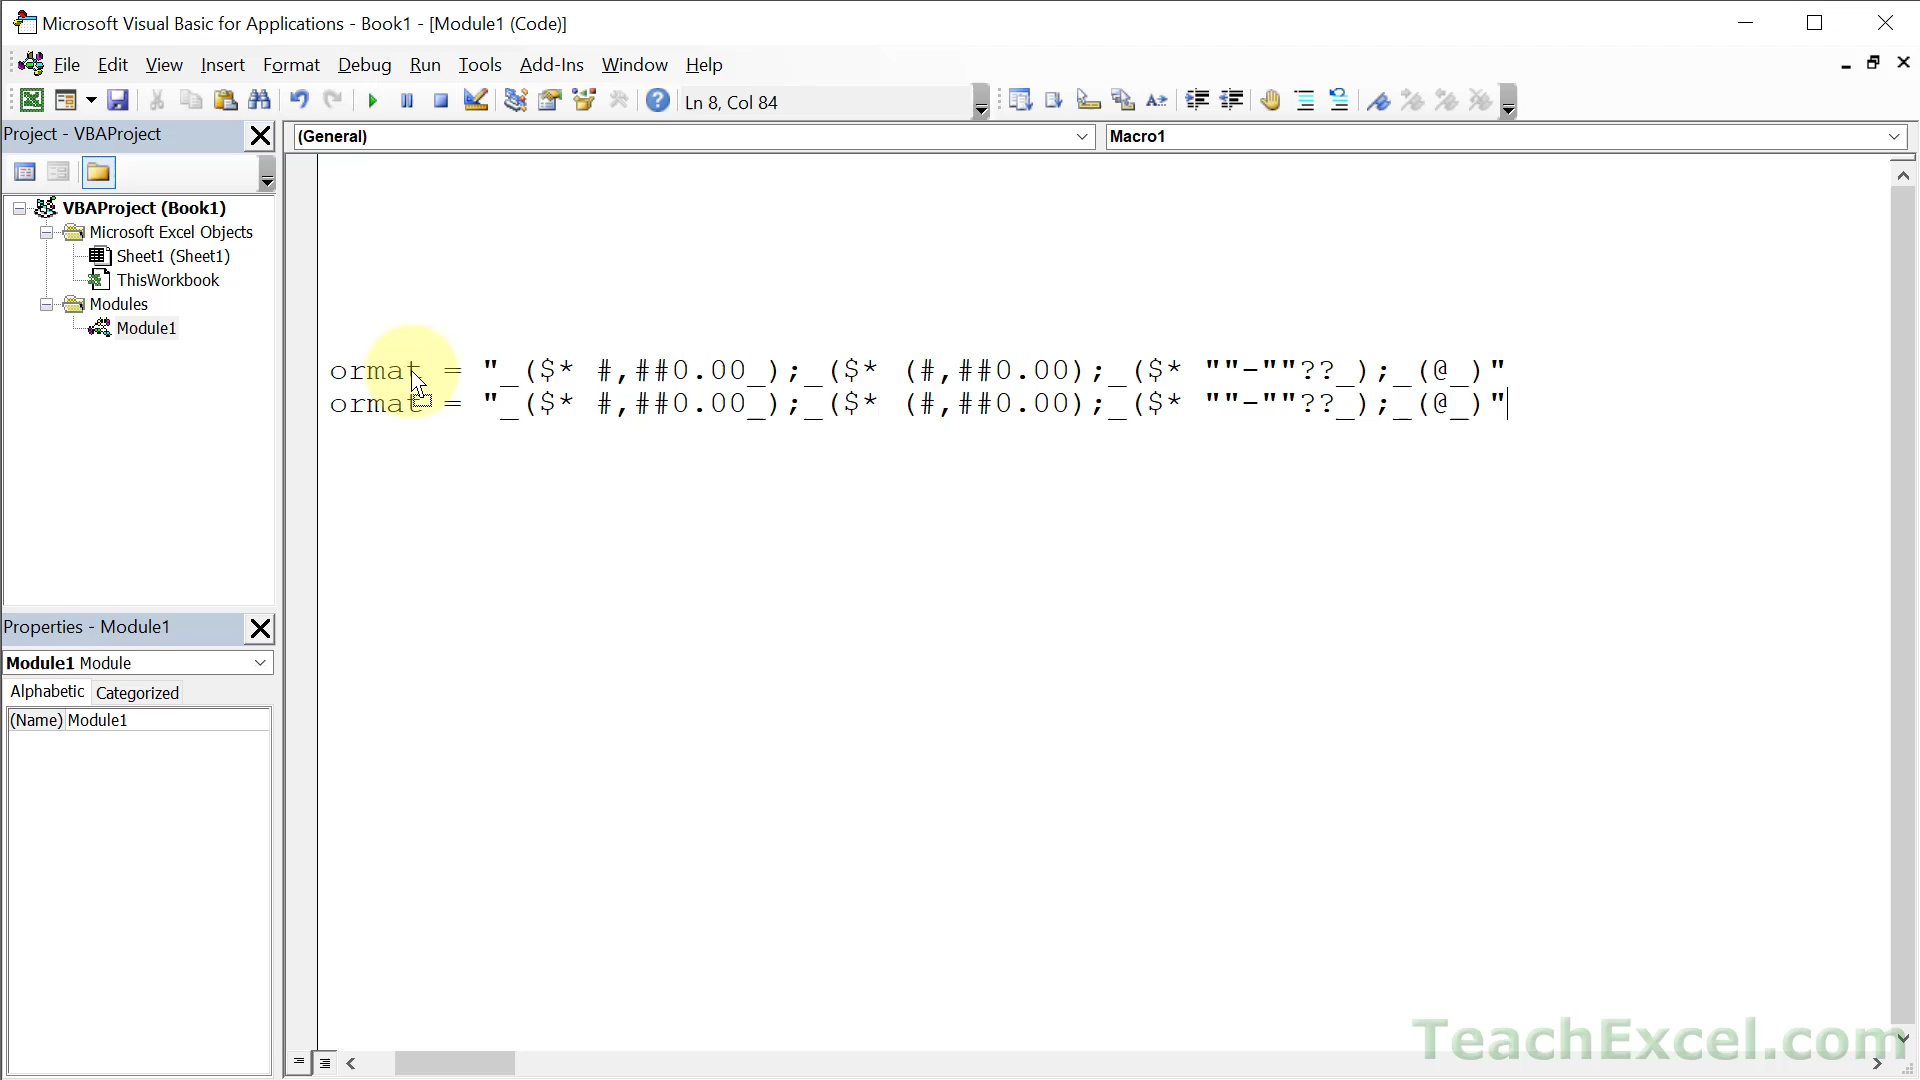 Microsoft Visual Basic for Applications - Book1 - [Module1 (Code)]
File Edit View Insert Format Debug Run Tools Add-Ins Window Help
Ln 8, Col 84
Project - VBAProject
(General)
Macro1
VBAProject (Book1)
Microsoft Excel Objects
Sheet1 (Sheet1)
ThisWorkbook
Modules
Module1
ormat = "_($* #,##0.00_);_($* (#,##0.00);_($* ""-""??_);_(@_)"
ormat = "_($* #,##0.00_);_($* (#,##0.00);_($* ""-""??_);_(@_)"
Properties - Module1
Module1 Module
Alphabetic Categorized
(Name) Module1
TeachExcel.com